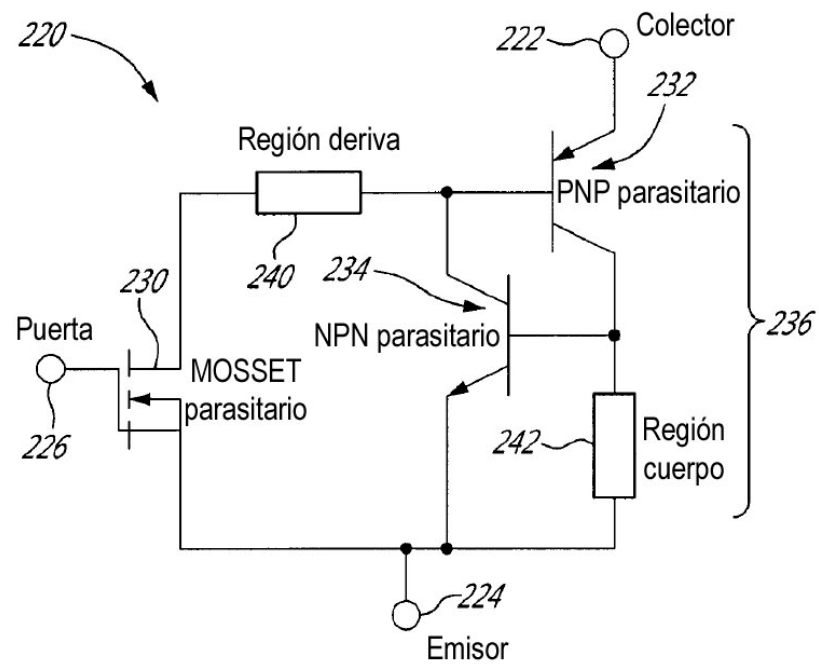 220
222
Colector
232
Región deriva
PNP parasitario
240
234
230
NPN parasitario
236
Puerta
MOSSET
parasitario
226
242
Región
cuerpo
224
Emisor